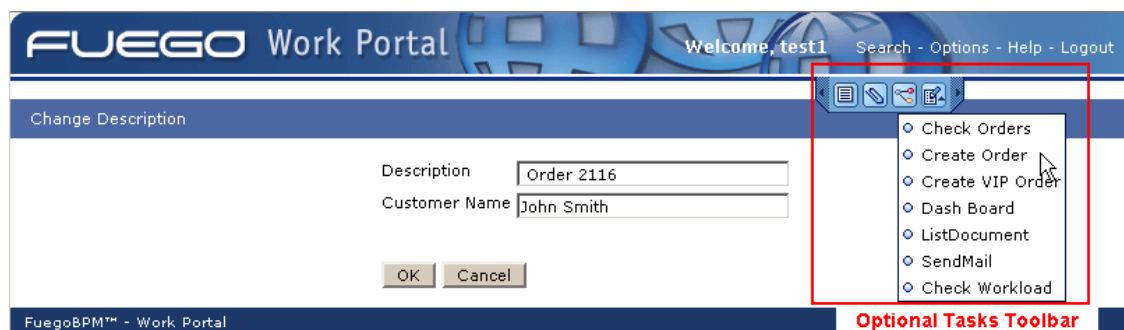 FUEGO Work Portal
Welcome, test1 Search - Options - Help - Logout
Change Description
Description Order 2116
Customer Name John Smith
OK Cancel
Check Orders
Create Order
Create VIP Order
Dash Board
ListDocument
SendMail
Check Workload
FuegoBPM™ - Work Portal
Optional Tasks Toolbar